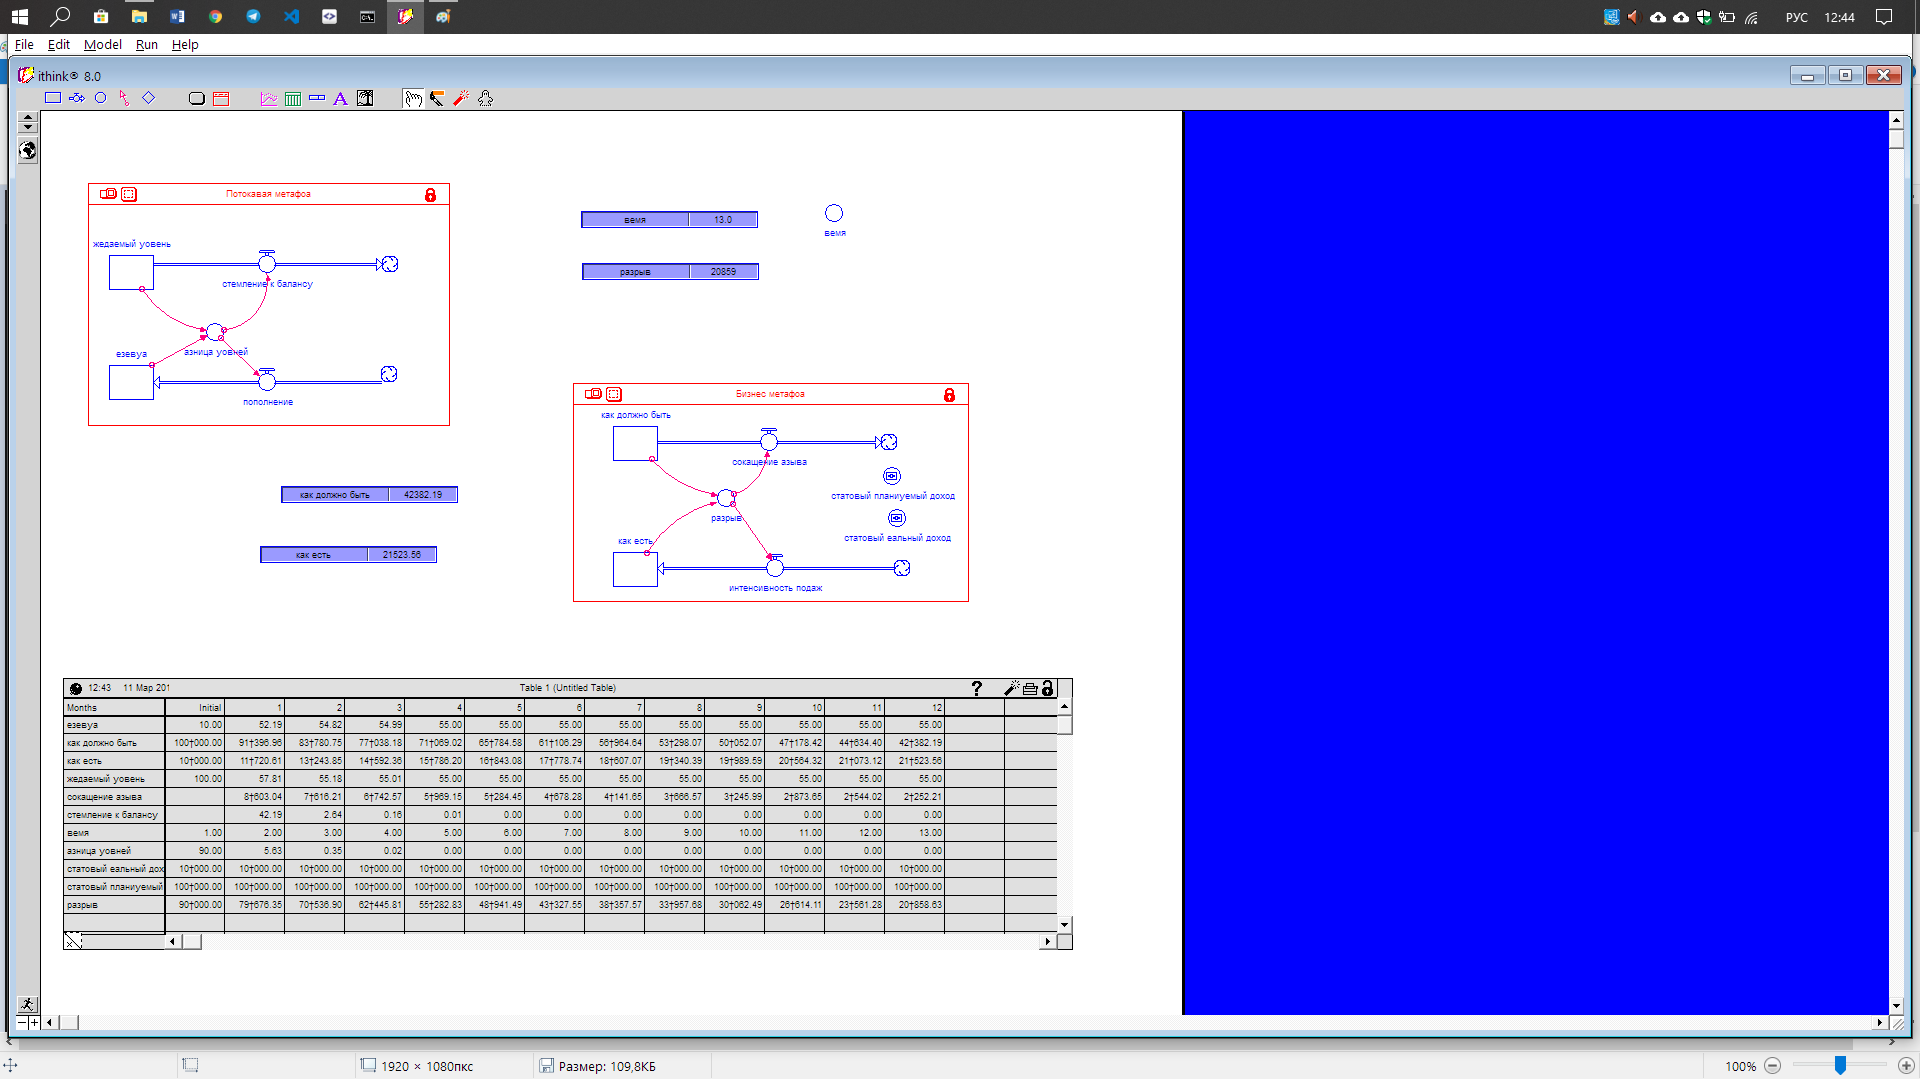 РУС 12:44
File Edit Model Run Help
ithink® 8.0
Потокавая метафоа
жедаемый уовень
стемление к балансу
езевуа
азница уовней
пополнение
вемя 13.0
вемя
разрыв 20859
Бизнес метафоа
как должно быть
сокащение азыва
статовый планиуемый доход
разрыв
статовый еальный доход
как есть
интенсивность подаж
как должно быть 42382.19
как есть 21523.56
12:43 11 Мар 201 Table 1 (Untitled Table) ?
Months Initial 1 2 3 4 5 6 7 8 9 10 11 12
езевуа 10.00 52.19 54.82 54.99 55.00 55.00 55.00 55.00 55.00 55.00 55.00 55.00 55.00
как должно быть 100†000.00 91†396.96 83†780.75 77†038.18 71†069.02 65†784.58 61†106.29 56†964.64 53†298.07 50†052.07 47†178.42 44†634.40 42†382.19
как есть 10†000.00 11†720.61 13†243.85 14†592.36 15†786.20 16†843.08 17†778.74 18†607.07 19†340.39 19†989.59 20†564.32 21†073.12 21†523.56
жедаемый уовень 100.00 57.81 55.18 55.01 55.00 55.00 55.00 55.00 55.00 55.00 55.00 55.00 55.00
сокащение азыва 8†603.04 7†616.21 6†742.57 5†969.15 5†284.45 4†678.28 4†141.65 3†666.57 3†245.99 2†873.65 2†544.02 2†252.21
стемление к балансу 42.19 2.64 0.16 0.01 0.00 0.00 0.00 0.00 0.00 0.00 0.00 0.00
вемя 1.00 2.00 3.00 4.00 5.00 6.00 7.00 8.00 9.00 10.00 11.00 12.00 13.00
азница уовней 90.00 5.63 0.35 0.02 0.00 0.00 0.00 0.00 0.00 0.00 0.00 0.00 0.00
статовый еальный дох 10†000.00 10†000.00 10†000.00 10†000.00 10†000.00 10†000.00 10†000.00 10†000.00 10†000.00 10†000.00 10†000.00 10†000.00 10†000.00
статовый планиуемый 100†000.00 100†000.00 100†000.00 100†000.00 100†000.00 100†000.00 100†000.00 100†000.00 100†000.00 100†000.00 100†000.00 100†000.00 100†000.00
разрыв 90†000.00 79†676.35 70†536.90 62†445.81 55†282.83 48†941.49 43†327.55 38†357.57 33†957.68 30†062.49 26†614.11 23†561.28 20†858.63
1920 × 1080пкс Размер: 109,8КБ 100%